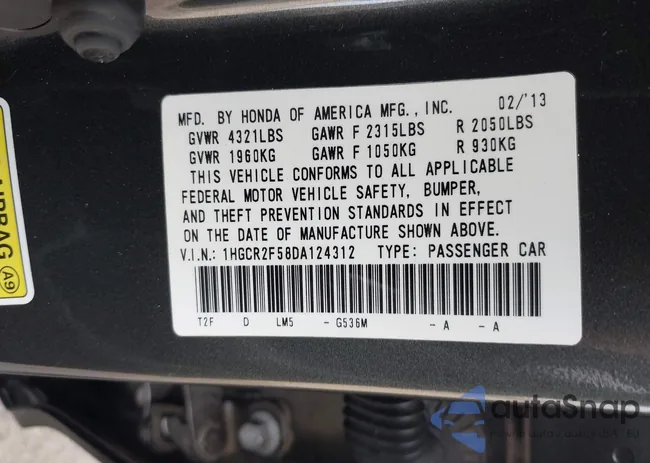 MFD. BY HONDA OF AMERICA MFG., INC. 02/'13
GVWR 4321LBS GAWR F 2315LBS R 2050LBS
GVWR 1960KG GAWR F 1050KG R 930KG
THIS VEHICLE CONFORMS TO ALL APPLICABLE
FEDERAL MOTOR VEHICLE SAFETY, BUMPER,
AND THEFT PREVENTION STANDARDS IN EFFECT
ON THE DATE OF MANUFACTURE SHOWN ABOVE.
V.I.N.: 1HGCR2F58DA124312 TYPE: PASSENGER CAR
T2F D LM5 - G536M - A - A
AIRBAG A9
autoSnap